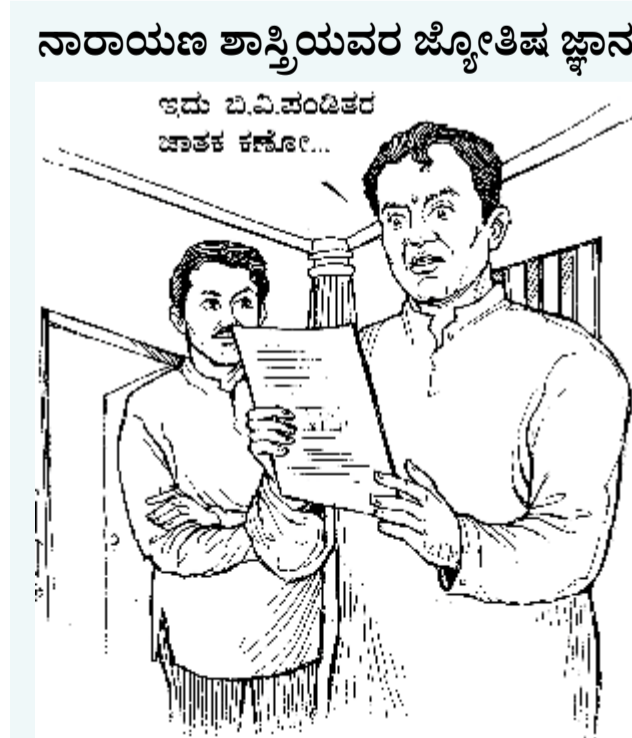 ನಾರಾಯಣ ಶಾಸ್ತ್ರಿಯವರ ಜ್ಯೋತಿಷ ಜ್ಞಾನ
ಇದು ಬಿ.ವಿ.ಪಂಡಿತರ
ಜಾತಕ ಕಣೋ...